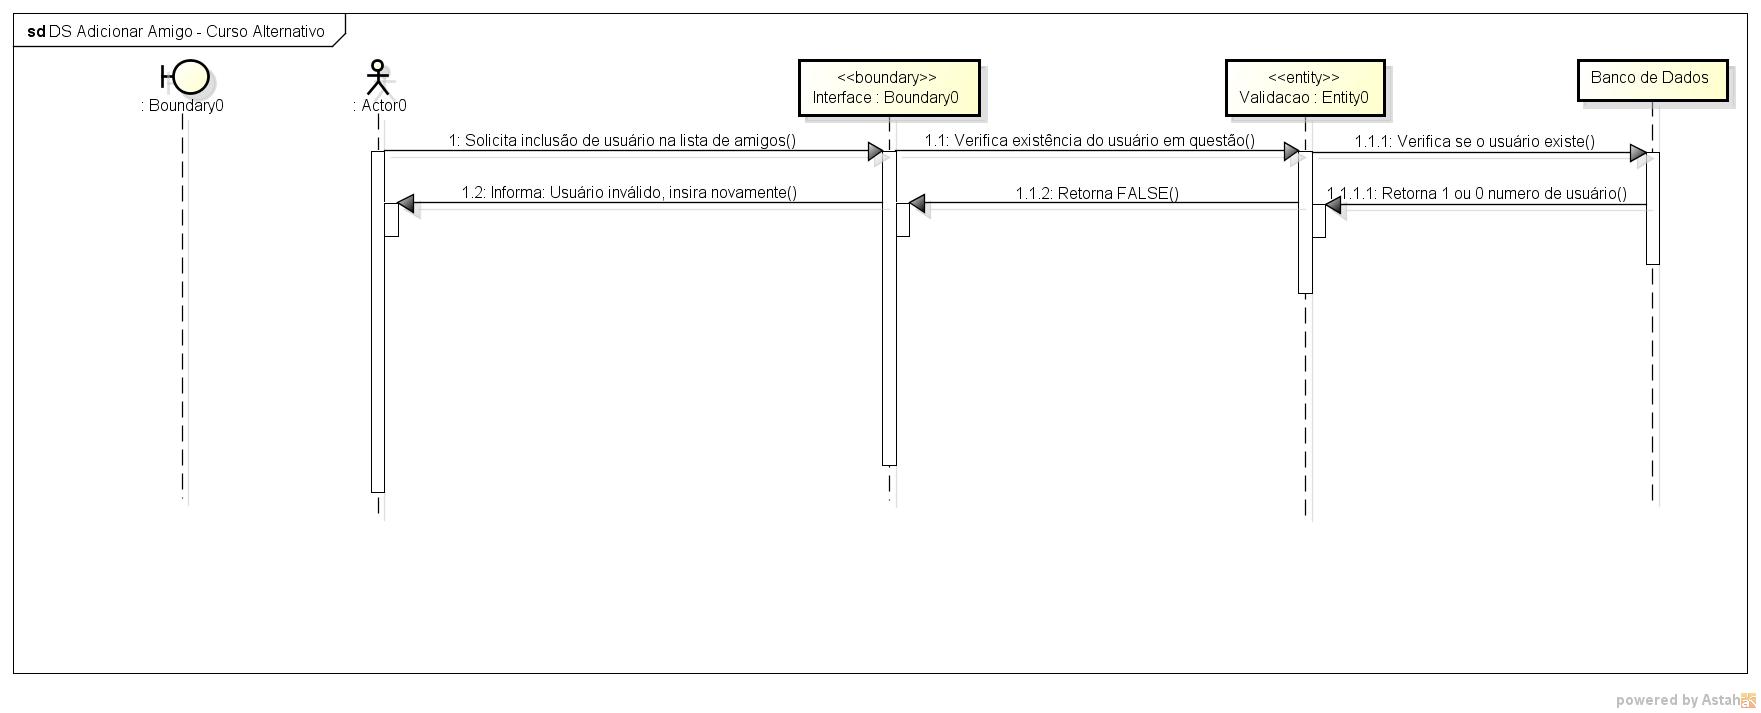 sd DS Adicionar Amigo - Curso Alternativo
: Boundary0
: Actor0
<<boundary>>
Interface : Boundary0
<<entity>>
Validacao : Entity0
Banco de Dados
1: Solicita inclusão de usuário na lista de amigos()
1.1: Verifica existência do usuário em questão()
1.1.1: Verifica se o usuário existe()
1.2: Informa: Usuário inválido, insira novamente()
1.1.2: Retorna FALSE()
1.1.1.1: Retorna 1 ou 0 numero de usuário()
powered by Astah